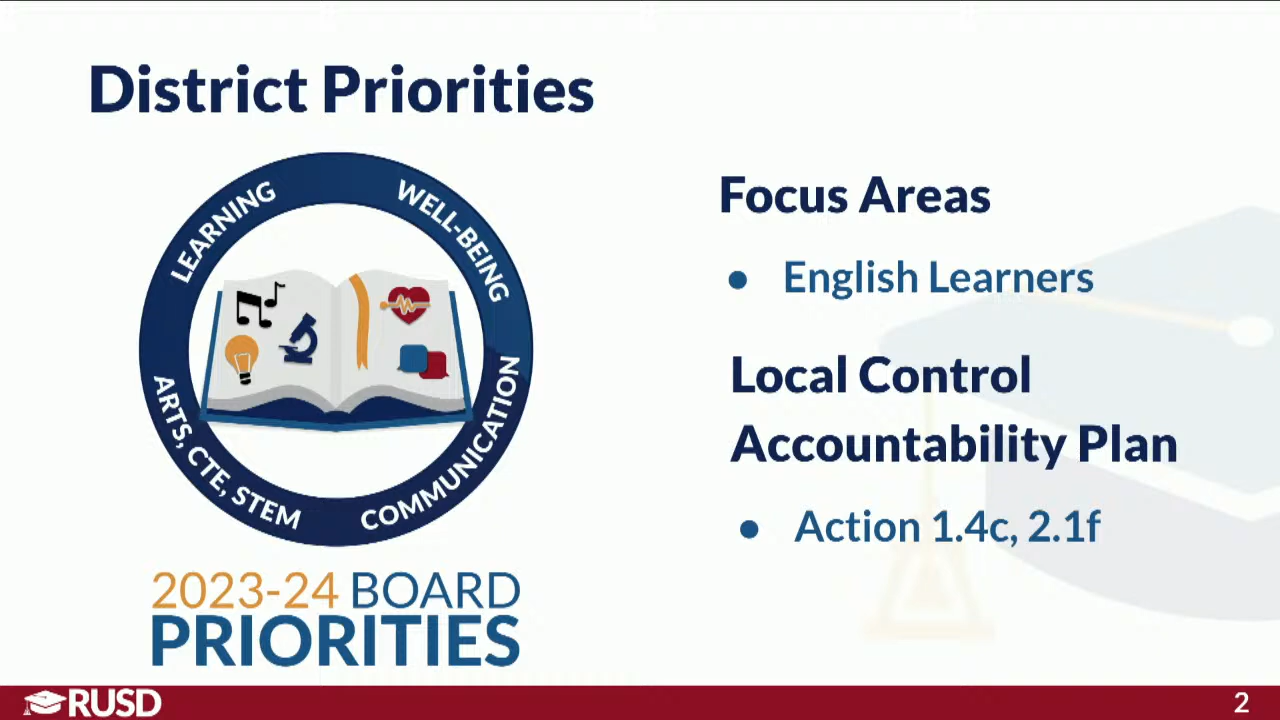 District Priorities
LEARNING
WELL-BEING
ARTS, CTE, STEM
COMMUNICATION
2023-24 BOARD
PRIORITIES
Focus Areas
● English Learners
Local Control
Accountability Plan
● Action 1.4c, 2.1f
RUSD
2